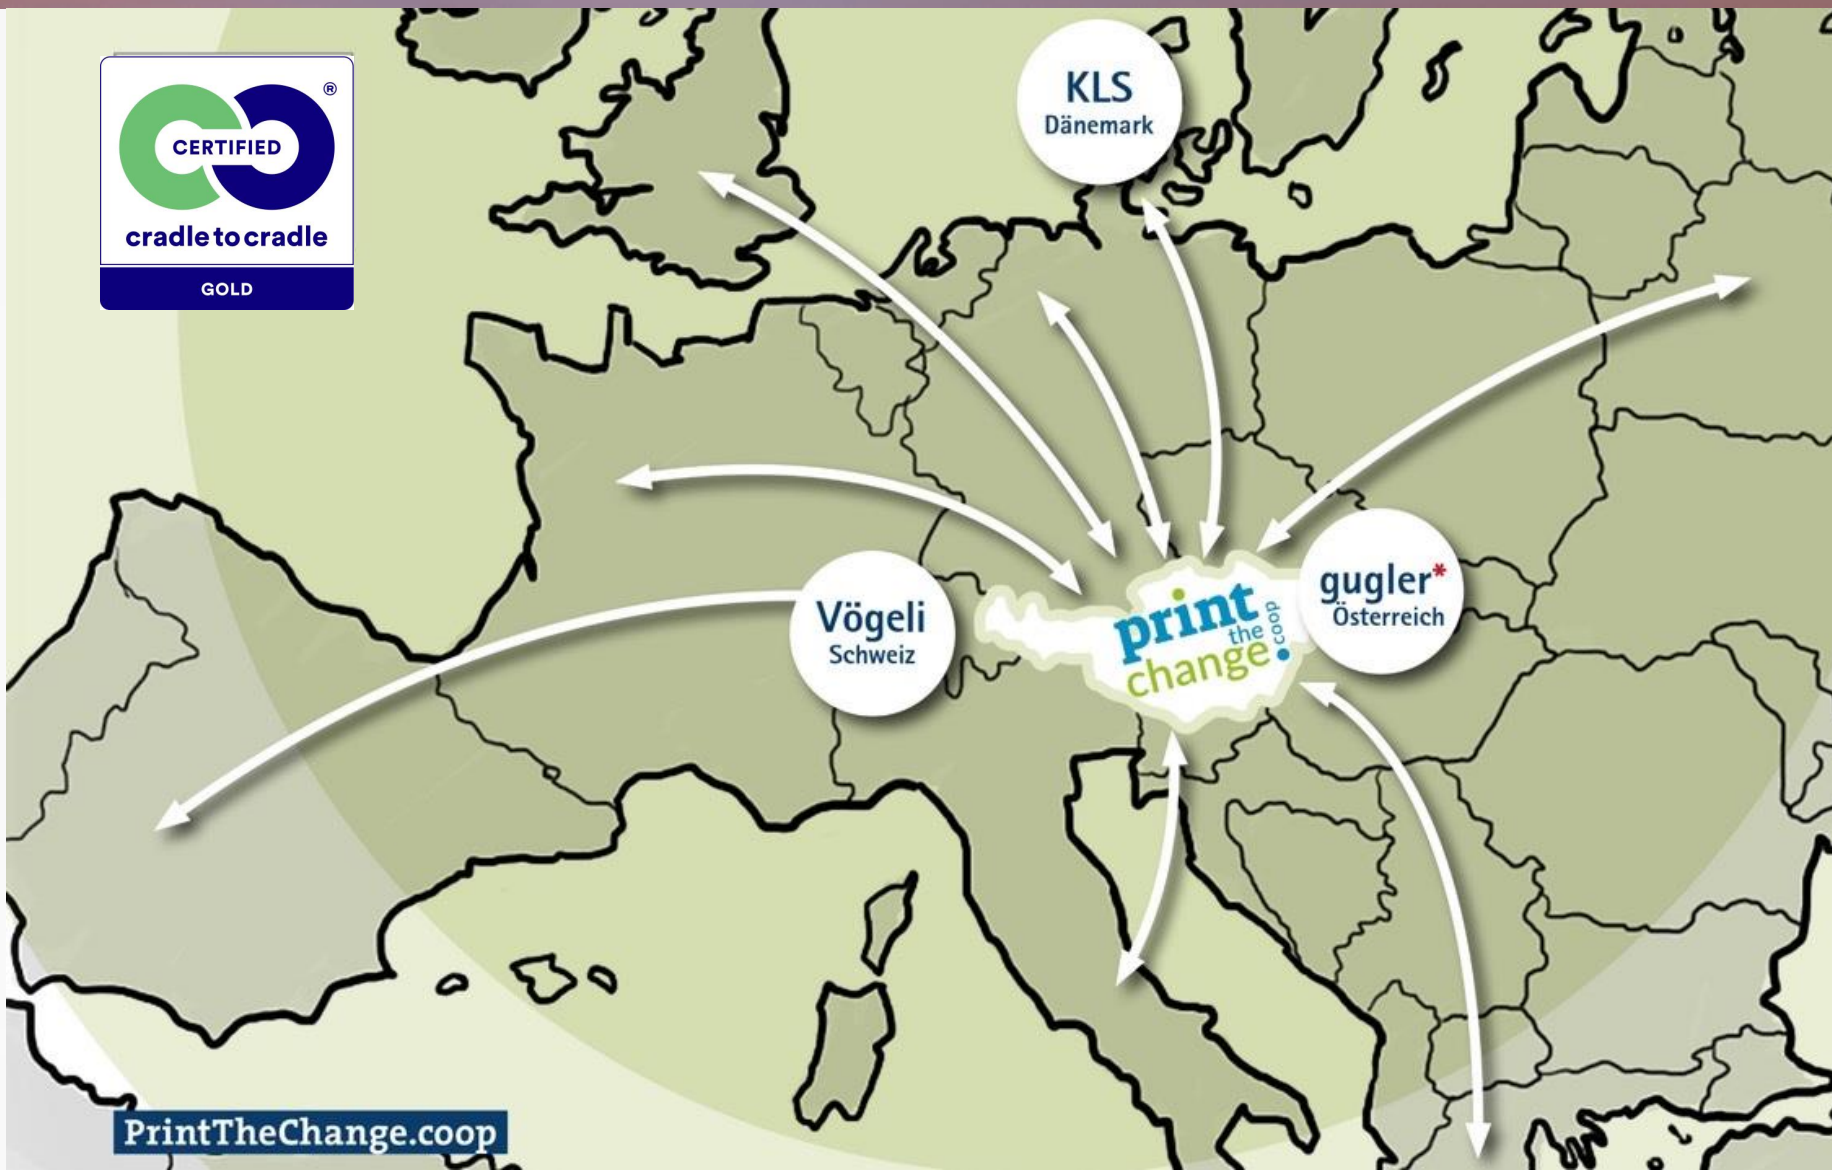 ®
CERTIFIED
cradle to cradle
GOLD
KLS
Dänemark
Vögeli
Schweiz
print
the
change!
coop
gugler*
Österreich
PrintTheChange.coop